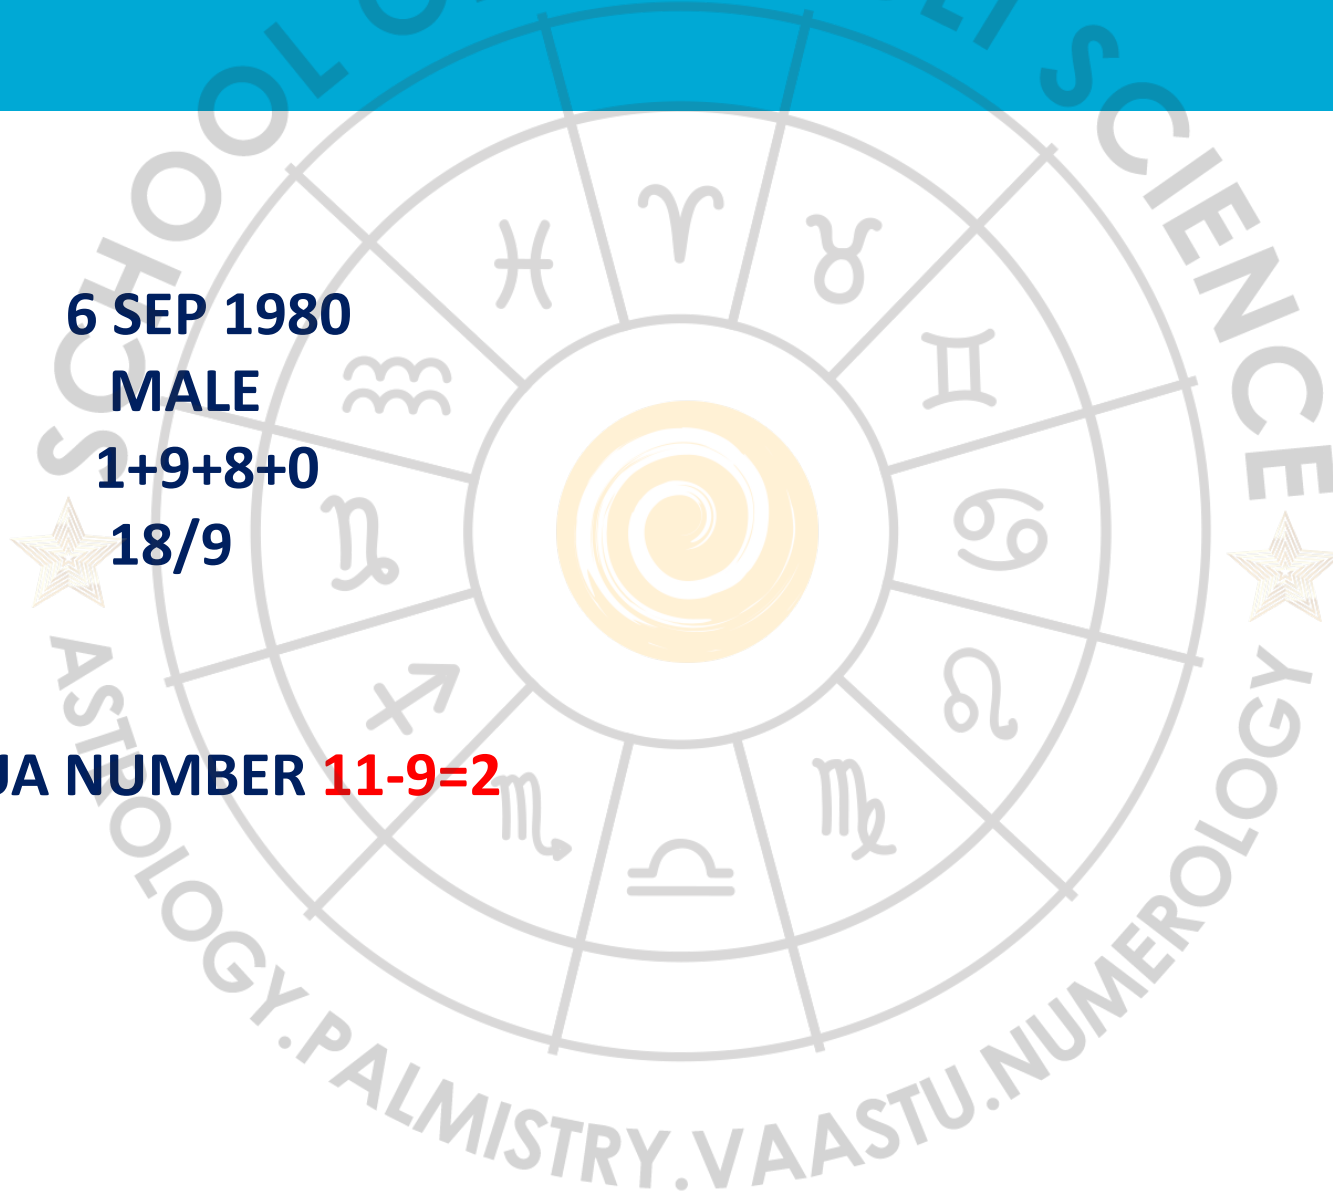 6 SEP 1980
MALE
1+9+8+0
18/9
NUMBER 11-9=2
SCHOOL
SCIENCE
ASTROLOGY.PALMISTRY.VAASTU.NUMEROLOGY